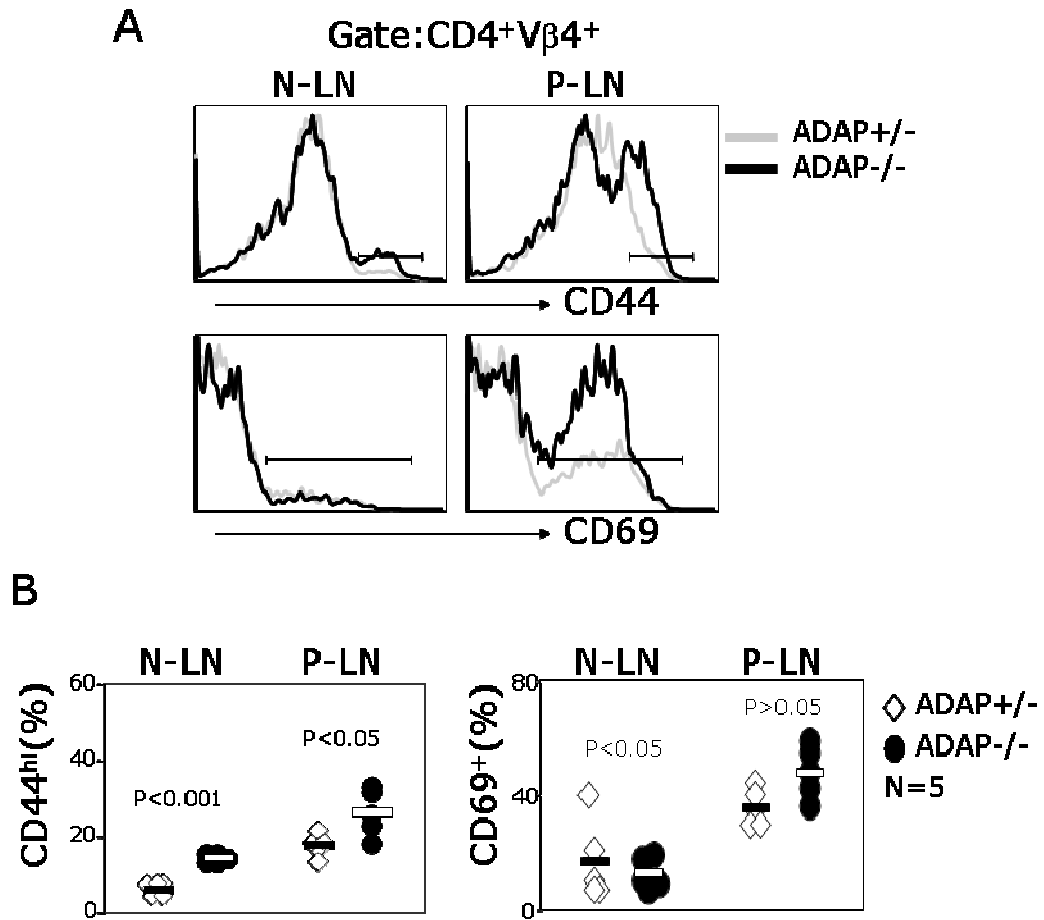 A
Gate:CD4⁺Vβ4⁺
N-LN P-LN
ADAP+/-
ADAP-/-
CD44
CD69
B
N-LN P-LN
CD44ʰⁱ(%)
60
40
20
0
P<0.001
P<0.05
N-LN P-LN
CD69⁺(%)
80
40
0
P<0.05
P>0.05
ADAP+/-
ADAP-/-
N=5